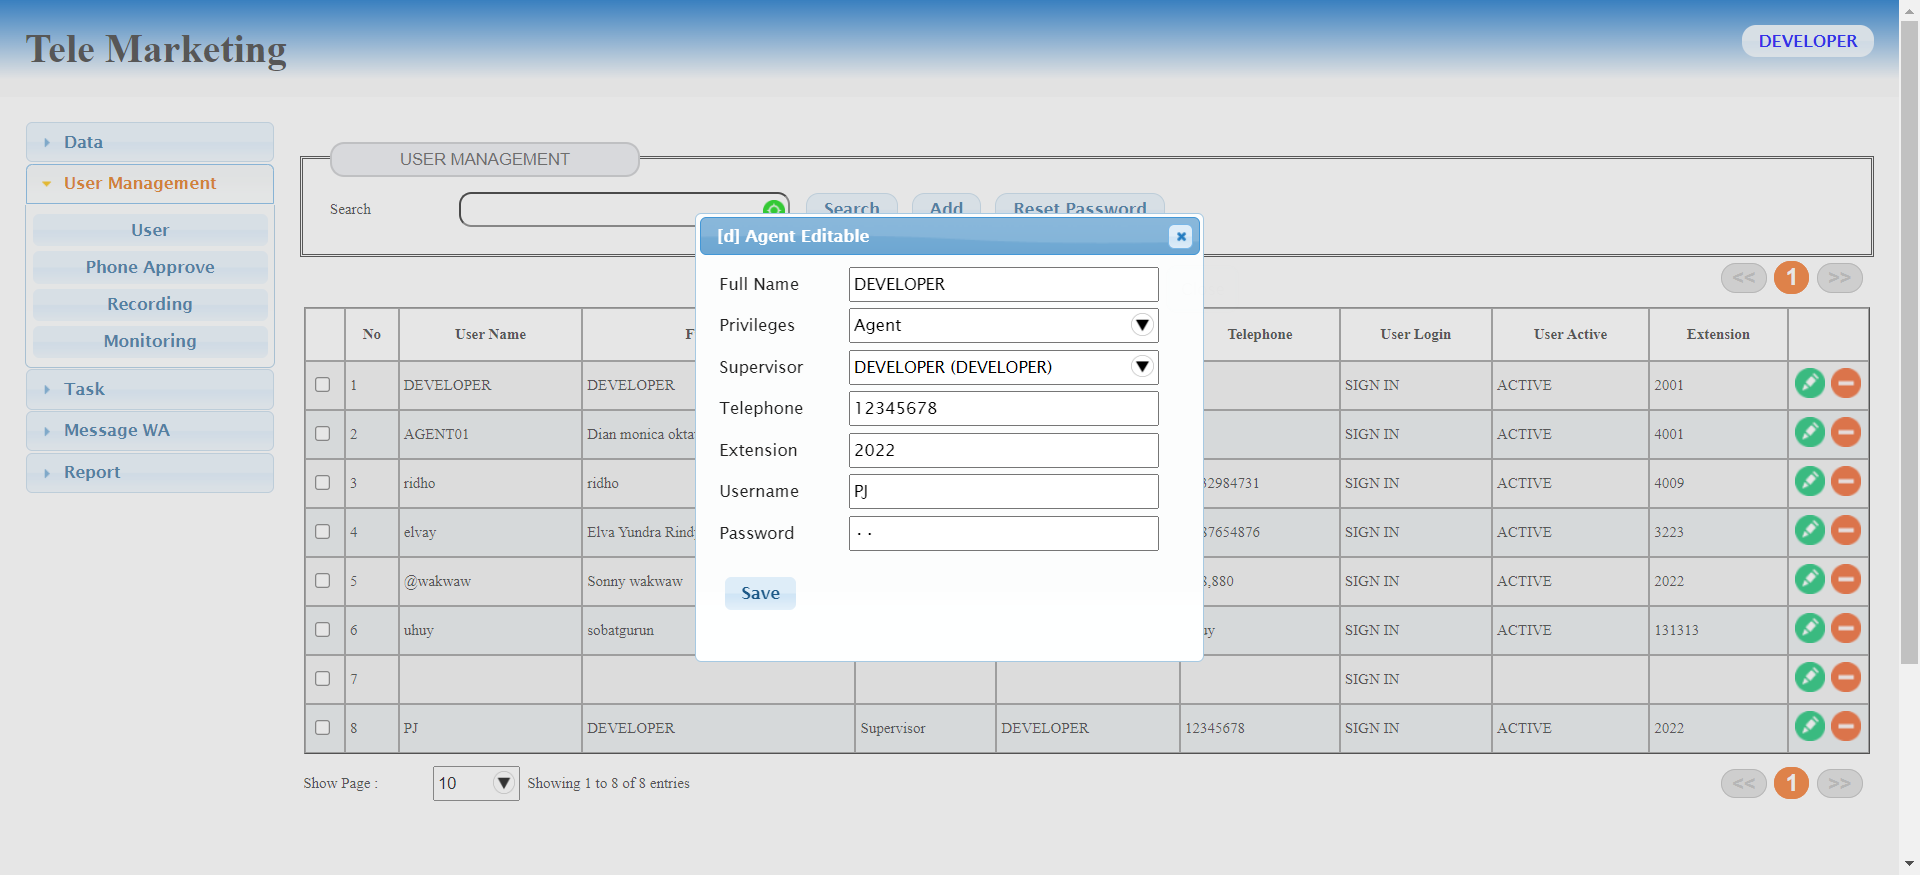 Tele Marketing
DEVELOPER
Data
User Management
User
Phone Approve
Recording
Monitoring
Task
Message WA
Report
USER MANAGEMENT
Search
Search
Add
Reset Password
[d] Agent Editable
Full Name DEVELOPER
Privileges Agent
Supervisor DEVELOPER (DEVELOPER)
Telephone 12345678
Extension 2022
Username PJ
Password
Save
<< 1 >>
No User Name F Telephone User Login User Active Extension
1 DEVELOPER DEVELOPER SIGN IN ACTIVE 2001
2 AGENT01 Dian monica okta SIGN IN ACTIVE 4001
3 ridho ridho 2984731 SIGN IN ACTIVE 4009
4 elvay Elva Yundra Rind 7654876 SIGN IN ACTIVE 3223
5 @wakwaw Sonny wakwaw 8,880 SIGN IN ACTIVE 2022
6 uhuy sobatgurun uy SIGN IN ACTIVE 131313
7 SIGN IN
8 PJ DEVELOPER Supervisor DEVELOPER 12345678 SIGN IN ACTIVE 2022
Show Page : 10 Showing 1 to 8 of 8 entries
<< 1 >>